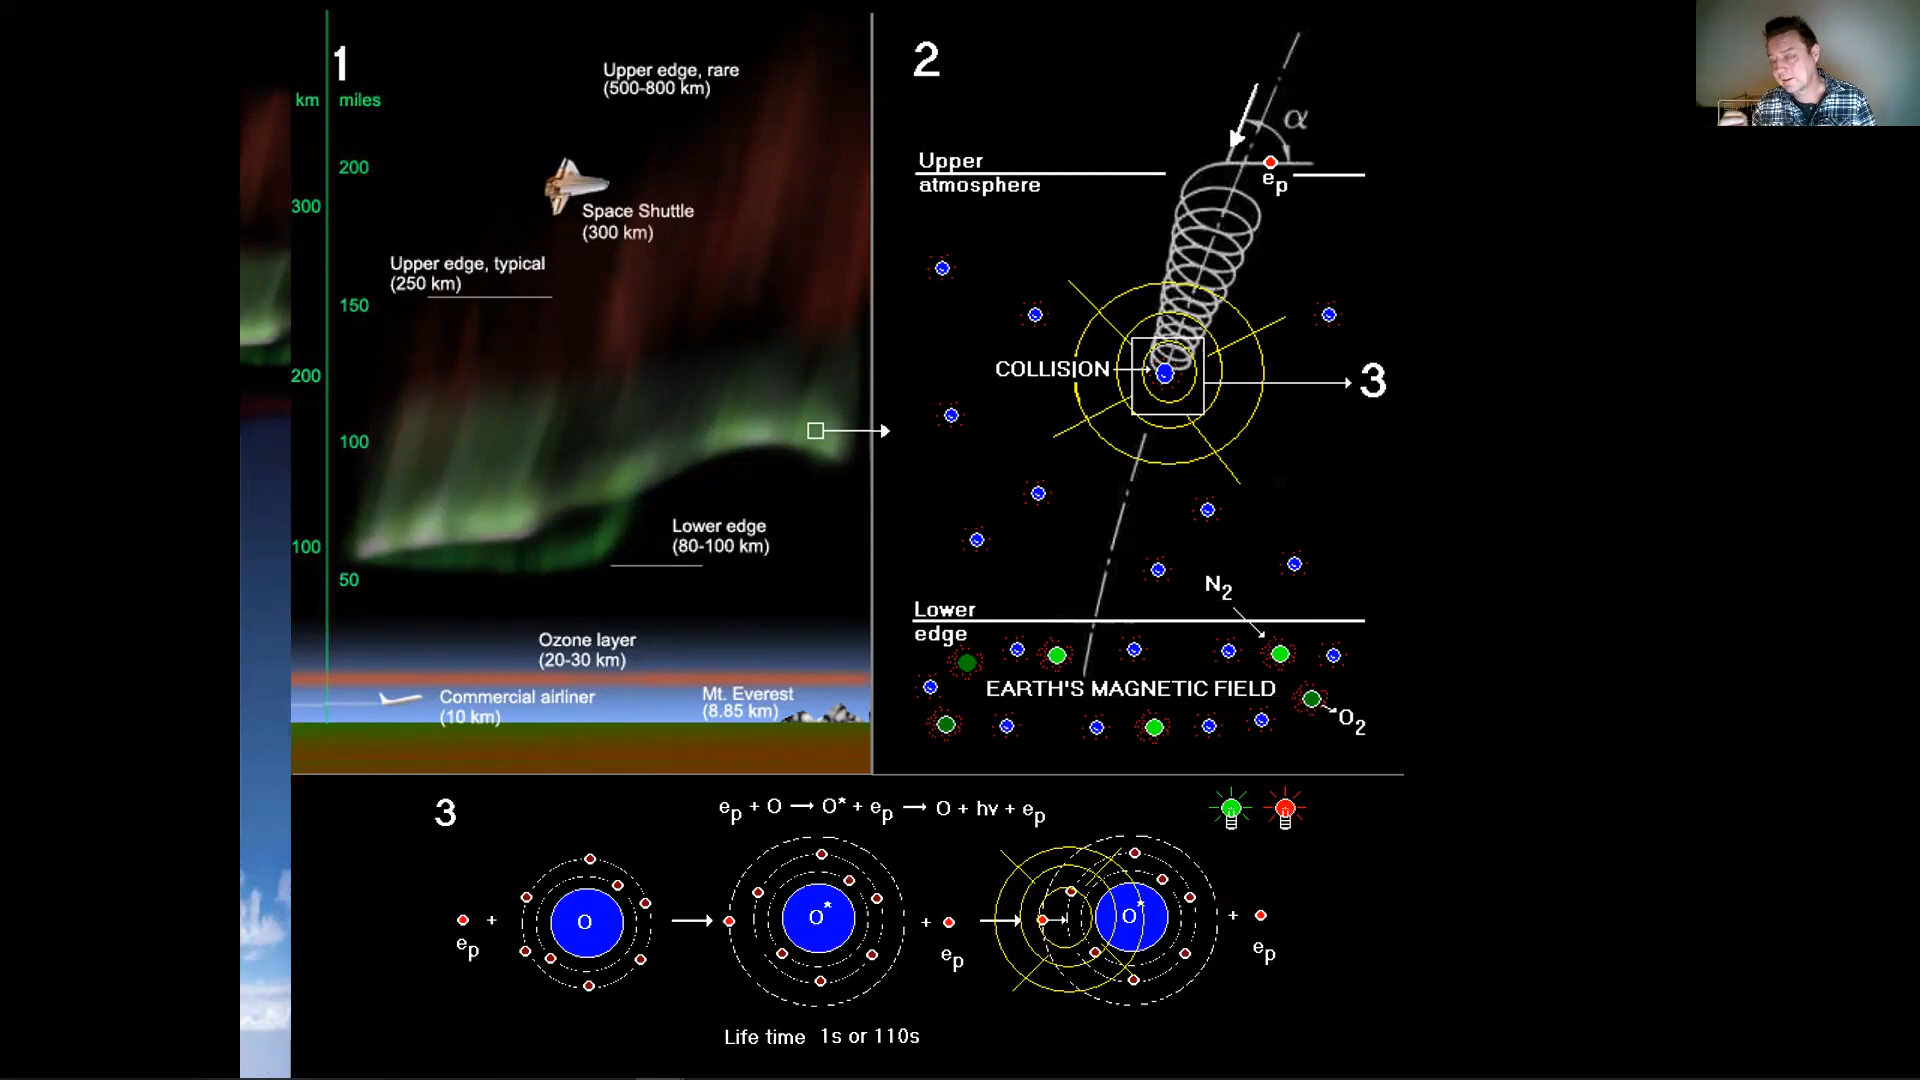 1
km miles
Upper edge, rare
(500-800 km)
200
300
Space Shuttle
(300 km)
Upper edge, typical
(250 km)
150
200
100
Lower edge
(80-100 km)
100
50
Ozone layer
(20-30 km)
Commercial airliner
(10 km)
Mt. Everest
(8.85 km)
2
α
Upper
atmosphere
ep
COLLISION
3
N2
Lower
edge
EARTH'S MAGNETIC FIELD
O2
3
ep + O → O* + ep → O + hν + ep
ep + O → O* + ep → O* + ep
Life time 1s or 110s